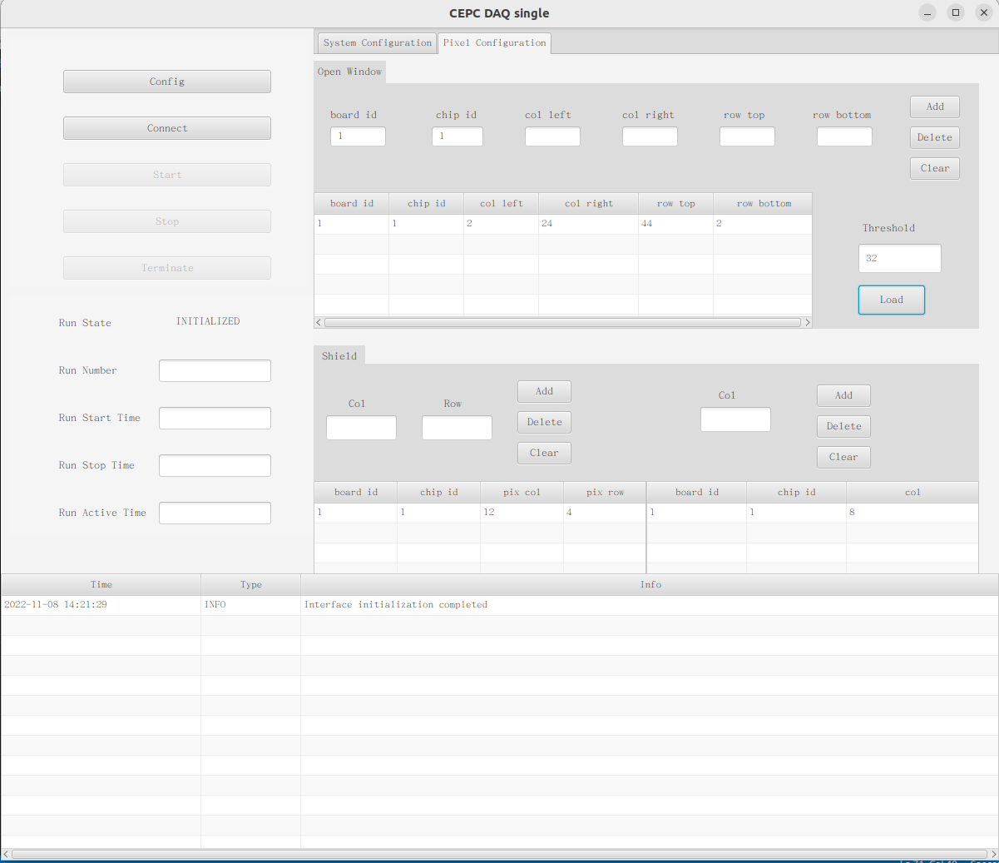 CEPC DAQ single
System Configuration Pixel Configuration
Config
Connect
Start
Stop
Terminate
Run State INITIALIZED
Run Number
Run Start Time
Run Stop Time
Run Active Time
Open Window
board id chip id col left col right row top row bottom
1 1
Add
Delete
Clear
board id chip id col left col right row top row bottom
1 1 2 24 44 2
Threshold
32
Load
Shield
Col Row
Add
Delete
Clear
Col
Add
Delete
Clear
board id chip id pix col pix row board id chip id col
1 1 12 4 1 1 8
Time Type Info
2022-11-08 14:21:29 INFO Interface initialization completed